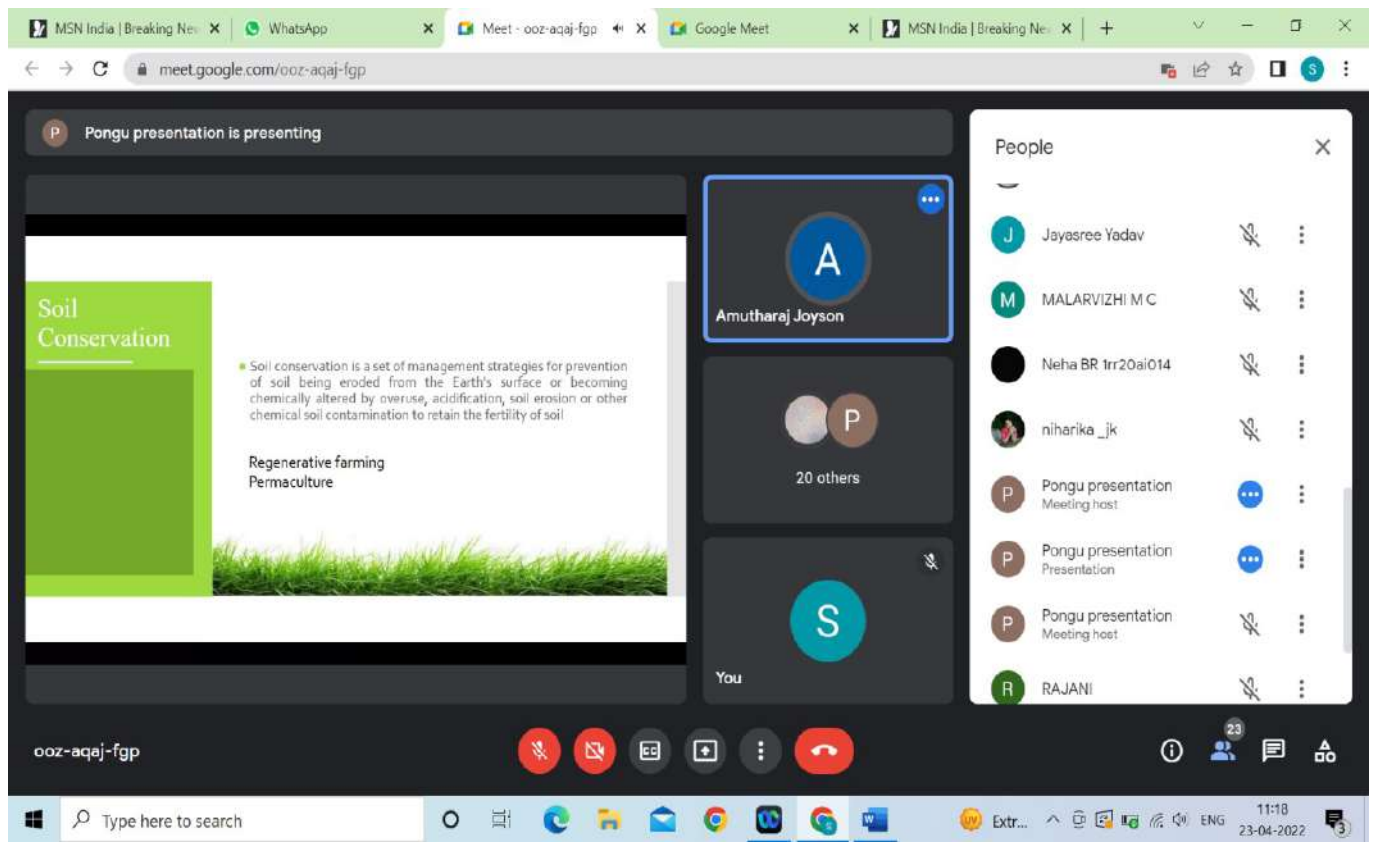 MSN India | Breaking Nev
WhatsApp
Meet - ooz-aqaj-fgp
Google Meet
MSN India | Breaking Nev
meet.google.com/ooz-aqaj-fgp
S
P Pongu presentation is presenting
Soil
Conservation
Soil conservation is a set of management strategies for prevention
of soil being eroded from the Earth's surface or becoming
chemically altered by overuse, acidification, soil erosion or other
chemical soil contamination to retain the fertility of soil
Regenerative farming
Permaculture
A
Amutharaj Joyson
P
20 others
S
You
People
J Jayasree Yadav
M MALARVIZHI M C
Neha BR 1rr20ai014
niharika _jk
P Pongu presentation
Meeting host
P Pongu presentation
Presentation
P Pongu presentation
Meeting host
R RAJANI
ooz-aqaj-fgp
CC
23
Type here to search
W
UV
Extr...
ENG
11:18
23-04-2022
3